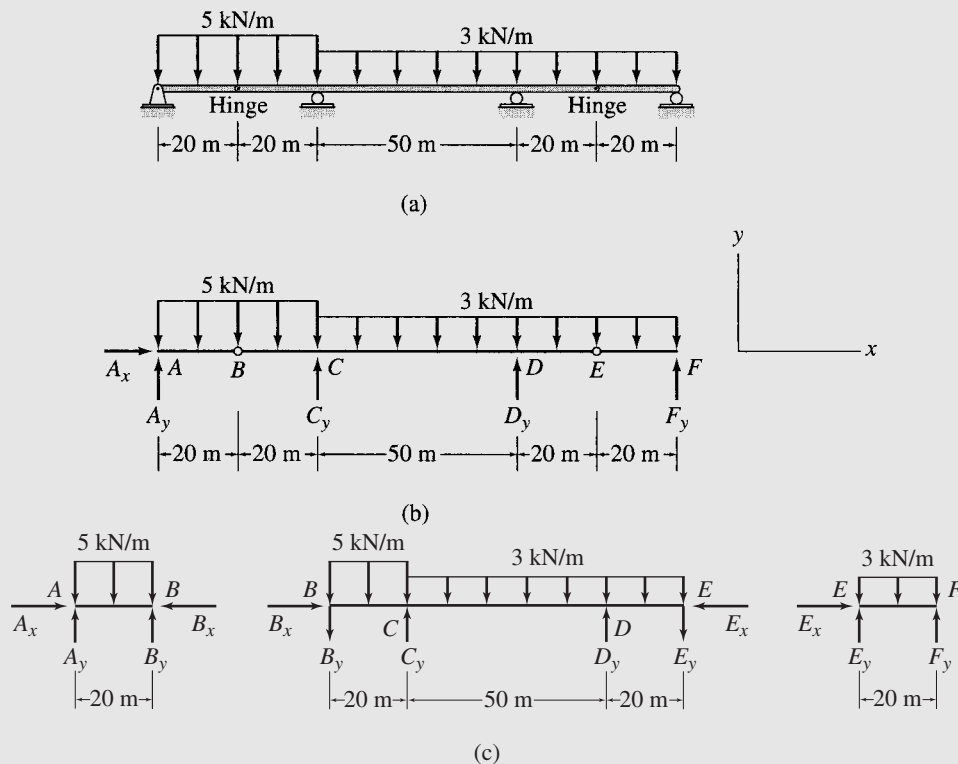 5 kN/m
3 kN/m
Hinge
Hinge
20 m 20 m 50 m 20 m 20 m
(a)
y
x
5 kN/m
3 kN/m
A_x A B C D E F
A_y C_y D_y F_y
20 m 20 m 50 m 20 m 20 m
(b)
5 kN/m
A B
A_x B_x
A_y B_y
20 m
5 kN/m
3 kN/m
B E
B_x C D E_x
B_y C_y D_y E_y
20 m 50 m 20 m
3 kN/m
E F
E_x
E_y F_y
20 m
(c)